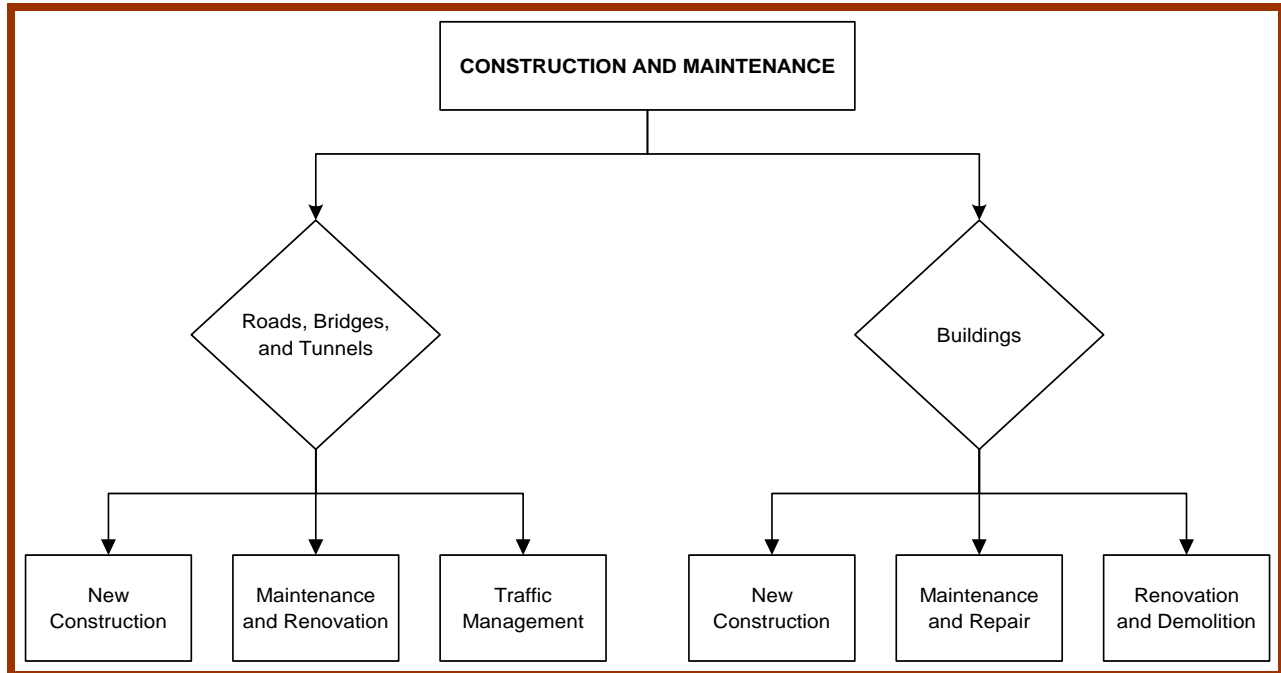 CONSTRUCTION AND MAINTENANCE
Roads, Bridges,
and Tunnels
Buildings
New
Construction
Maintenance
and Renovation
Traffic
Management
New
Construction
Maintenance
and Repair
Renovation
and Demolition